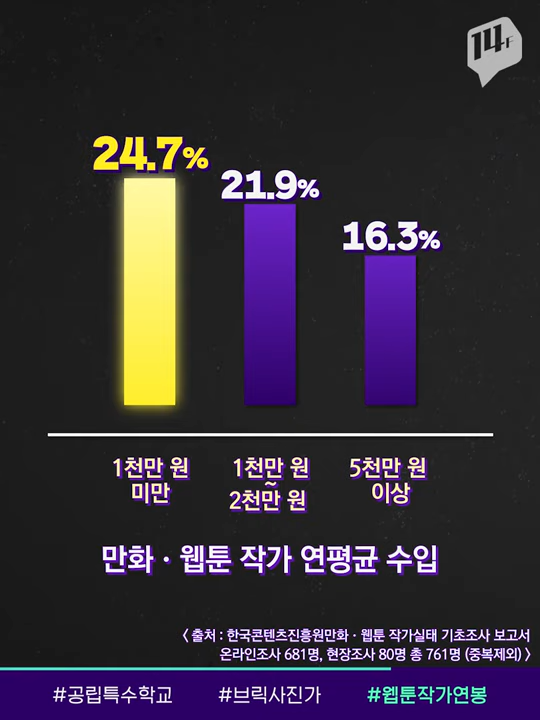 14F
24.7%
21.9%
16.3%
1천만 원
미만
1천만 원
~
2천만 원
5천만 원
이상
만화 · 웹툰 작가 연평균 수입
< 출처 : 한국콘텐츠진흥원만화 · 웹툰 작가실태 기초조사 보고서
온라인조사 681명, 현장조사 80명 총 761명 (중복제외) >
#공립특수학교 #브릭사진가 #웹툰작가연봉